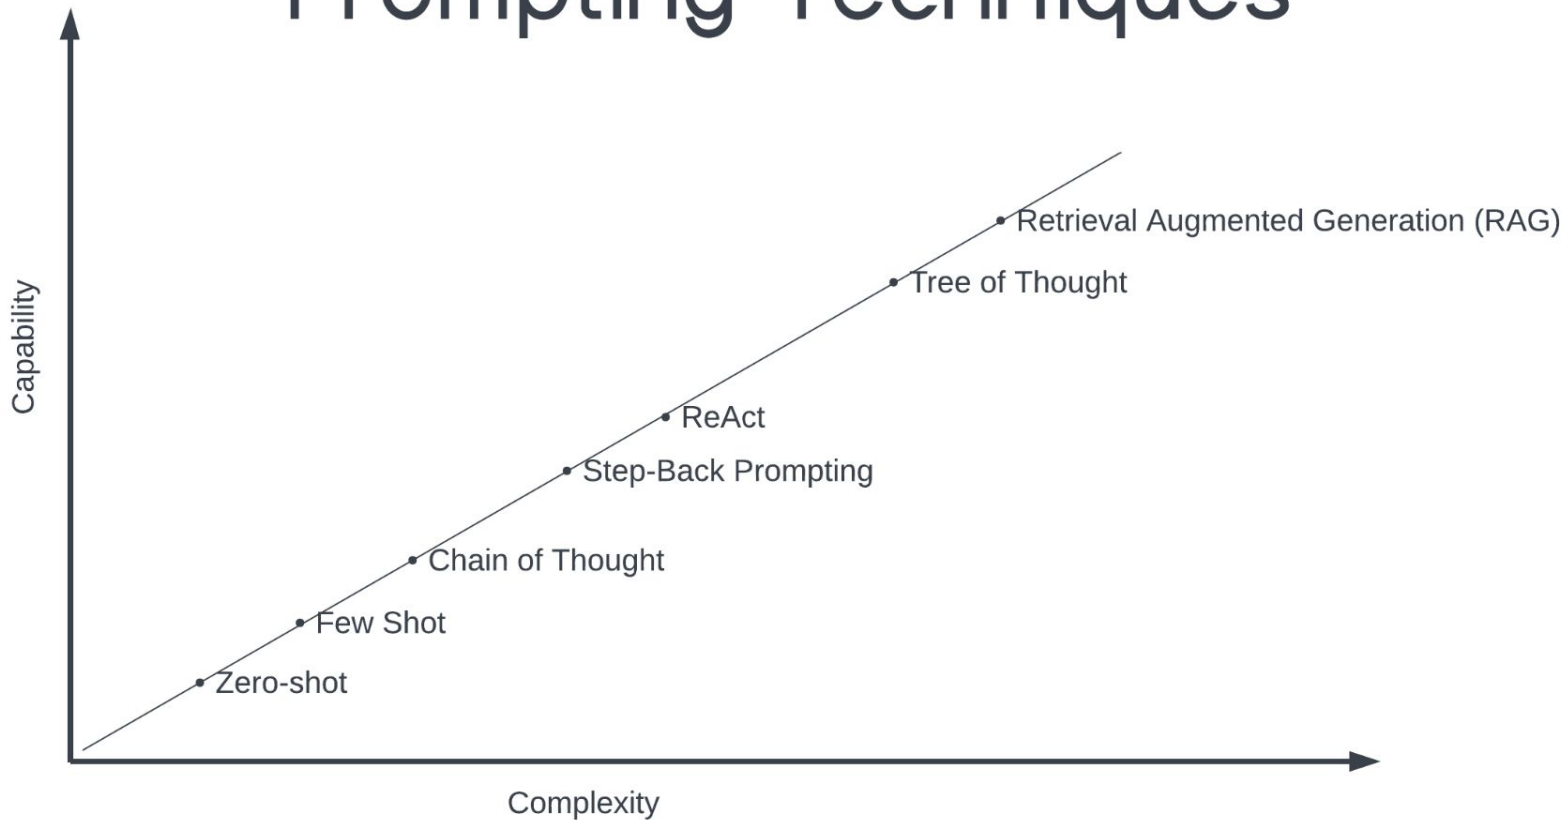 Prompting Techniques
Retrieval Augmented Generation (RAG)
Tree of Thought
Capability
ReAct
Step-Back Prompting
Chain of Thought
Few Shot
Zero-shot
Complexity